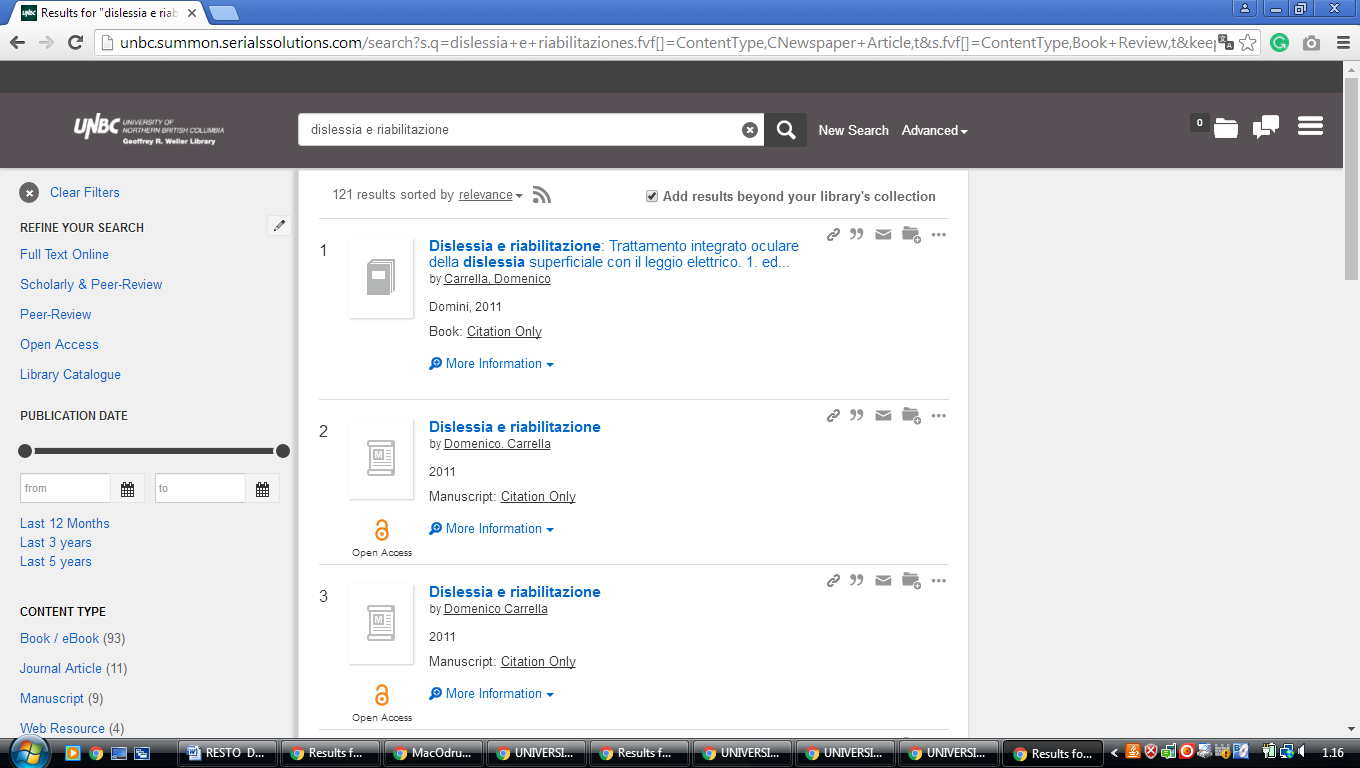 UNBC Results for "dislessia e riab
unbc.summon.serialssolutions.com/search?s.q=dislessia+e+riabilitaziones.fvf[]=ContentType,CNewspaper+Article,t&s.fvf[]=ContentType,Book+Review,t&keep
UNBC UNIVERSITY OF
NORTHERN BRITISH COLUMBIA
Geoffrey R. Weller Library
dislessia e riabilitazione
New Search Advanced
0
Clear Filters
REFINE YOUR SEARCH
Full Text Online
Scholarly & Peer-Review
Peer-Review
Open Access
Library Catalogue
PUBLICATION DATE
from to
Last 12 Months
Last 3 years
Last 5 years
CONTENT TYPE
Book / eBook (93)
Journal Article (11)
Manuscript (9)
Web Resource (4)
121 results sorted by relevance
Add results beyond your library's collection
1
Dislessia e riabilitazione: Trattamento integrato oculare
della dislessia superficiale con il leggio elettrico. 1. ed...
by Carrella, Domenico
Domini, 2011
Book: Citation Only
More Information
2
Dislessia e riabilitazione
by Domenico. Carrella
2011
Manuscript: Citation Only
More Information
Open Access
3
Dislessia e riabilitazione
by Domenico Carrella
2011
Manuscript: Citation Only
More Information
Open Access
RESTO D... Results f... MacOdru... UNIVERSI... Results f... UNIVERSI... UNIVERSI... UNIVERSI... Results fo... 1.16